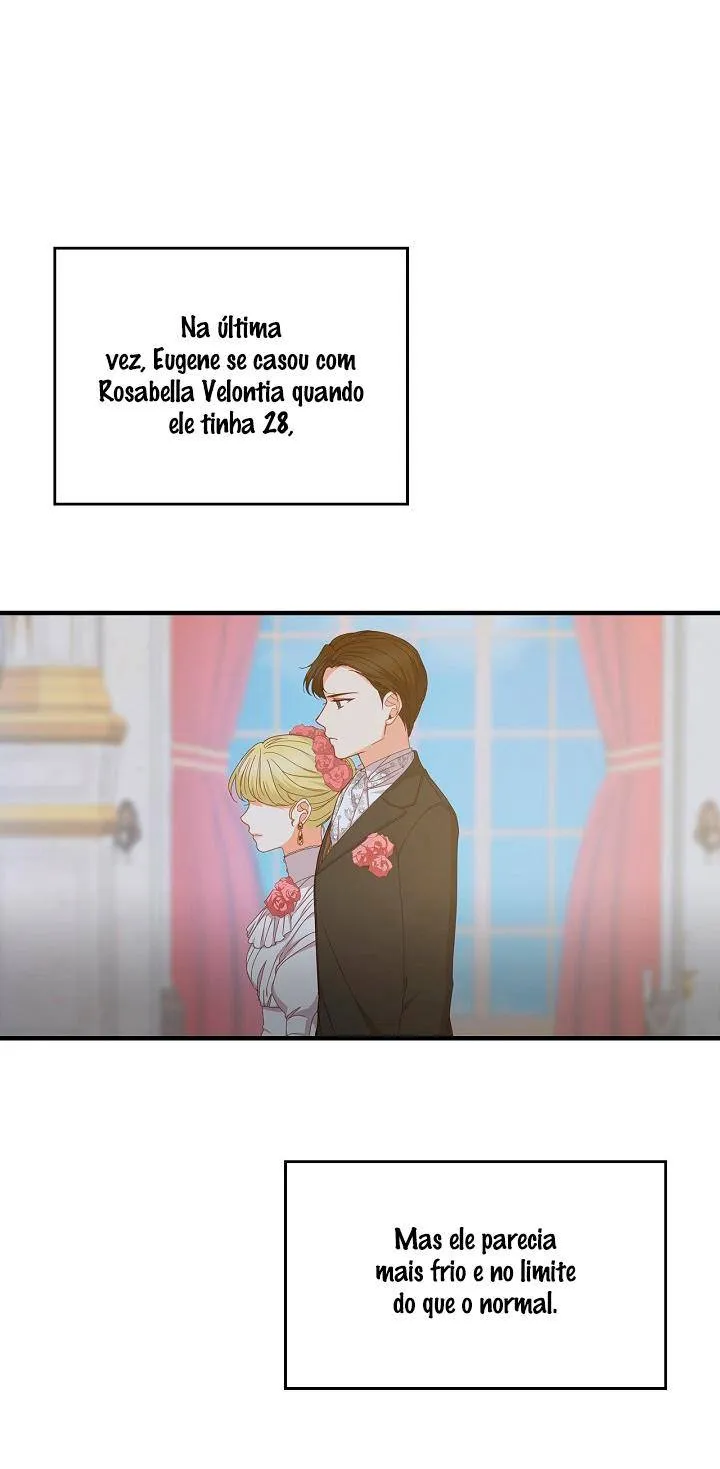 Na última
vez, Eugene se casou com
Rosabella Velontia quando
ele tinha 28,
Mas ele parecia
mais frio e no limite
do que o normal.